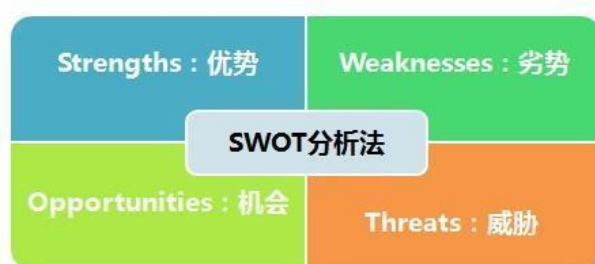 Strengths：优势
Weaknesses：劣势
SWOT分析法
Opportunities：机会
Threats：威胁